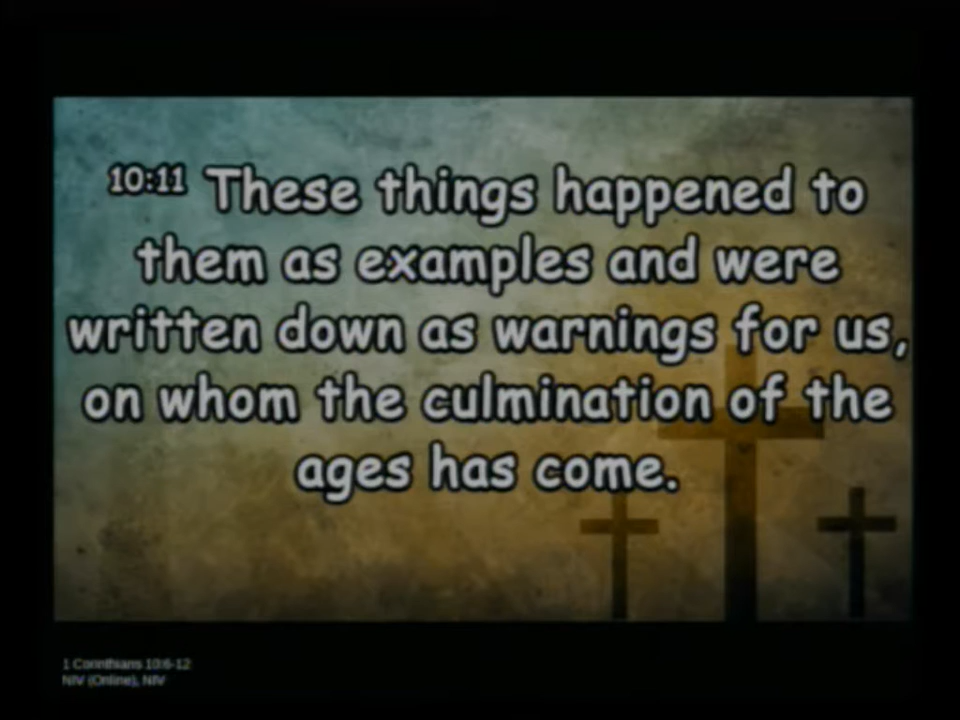 10:11 These things happened to
them as examples and were
written down as warnings for us,
on whom the culmination of the
ages has come.
1 Corinthians 10:6-12
NIV (Online), NIV